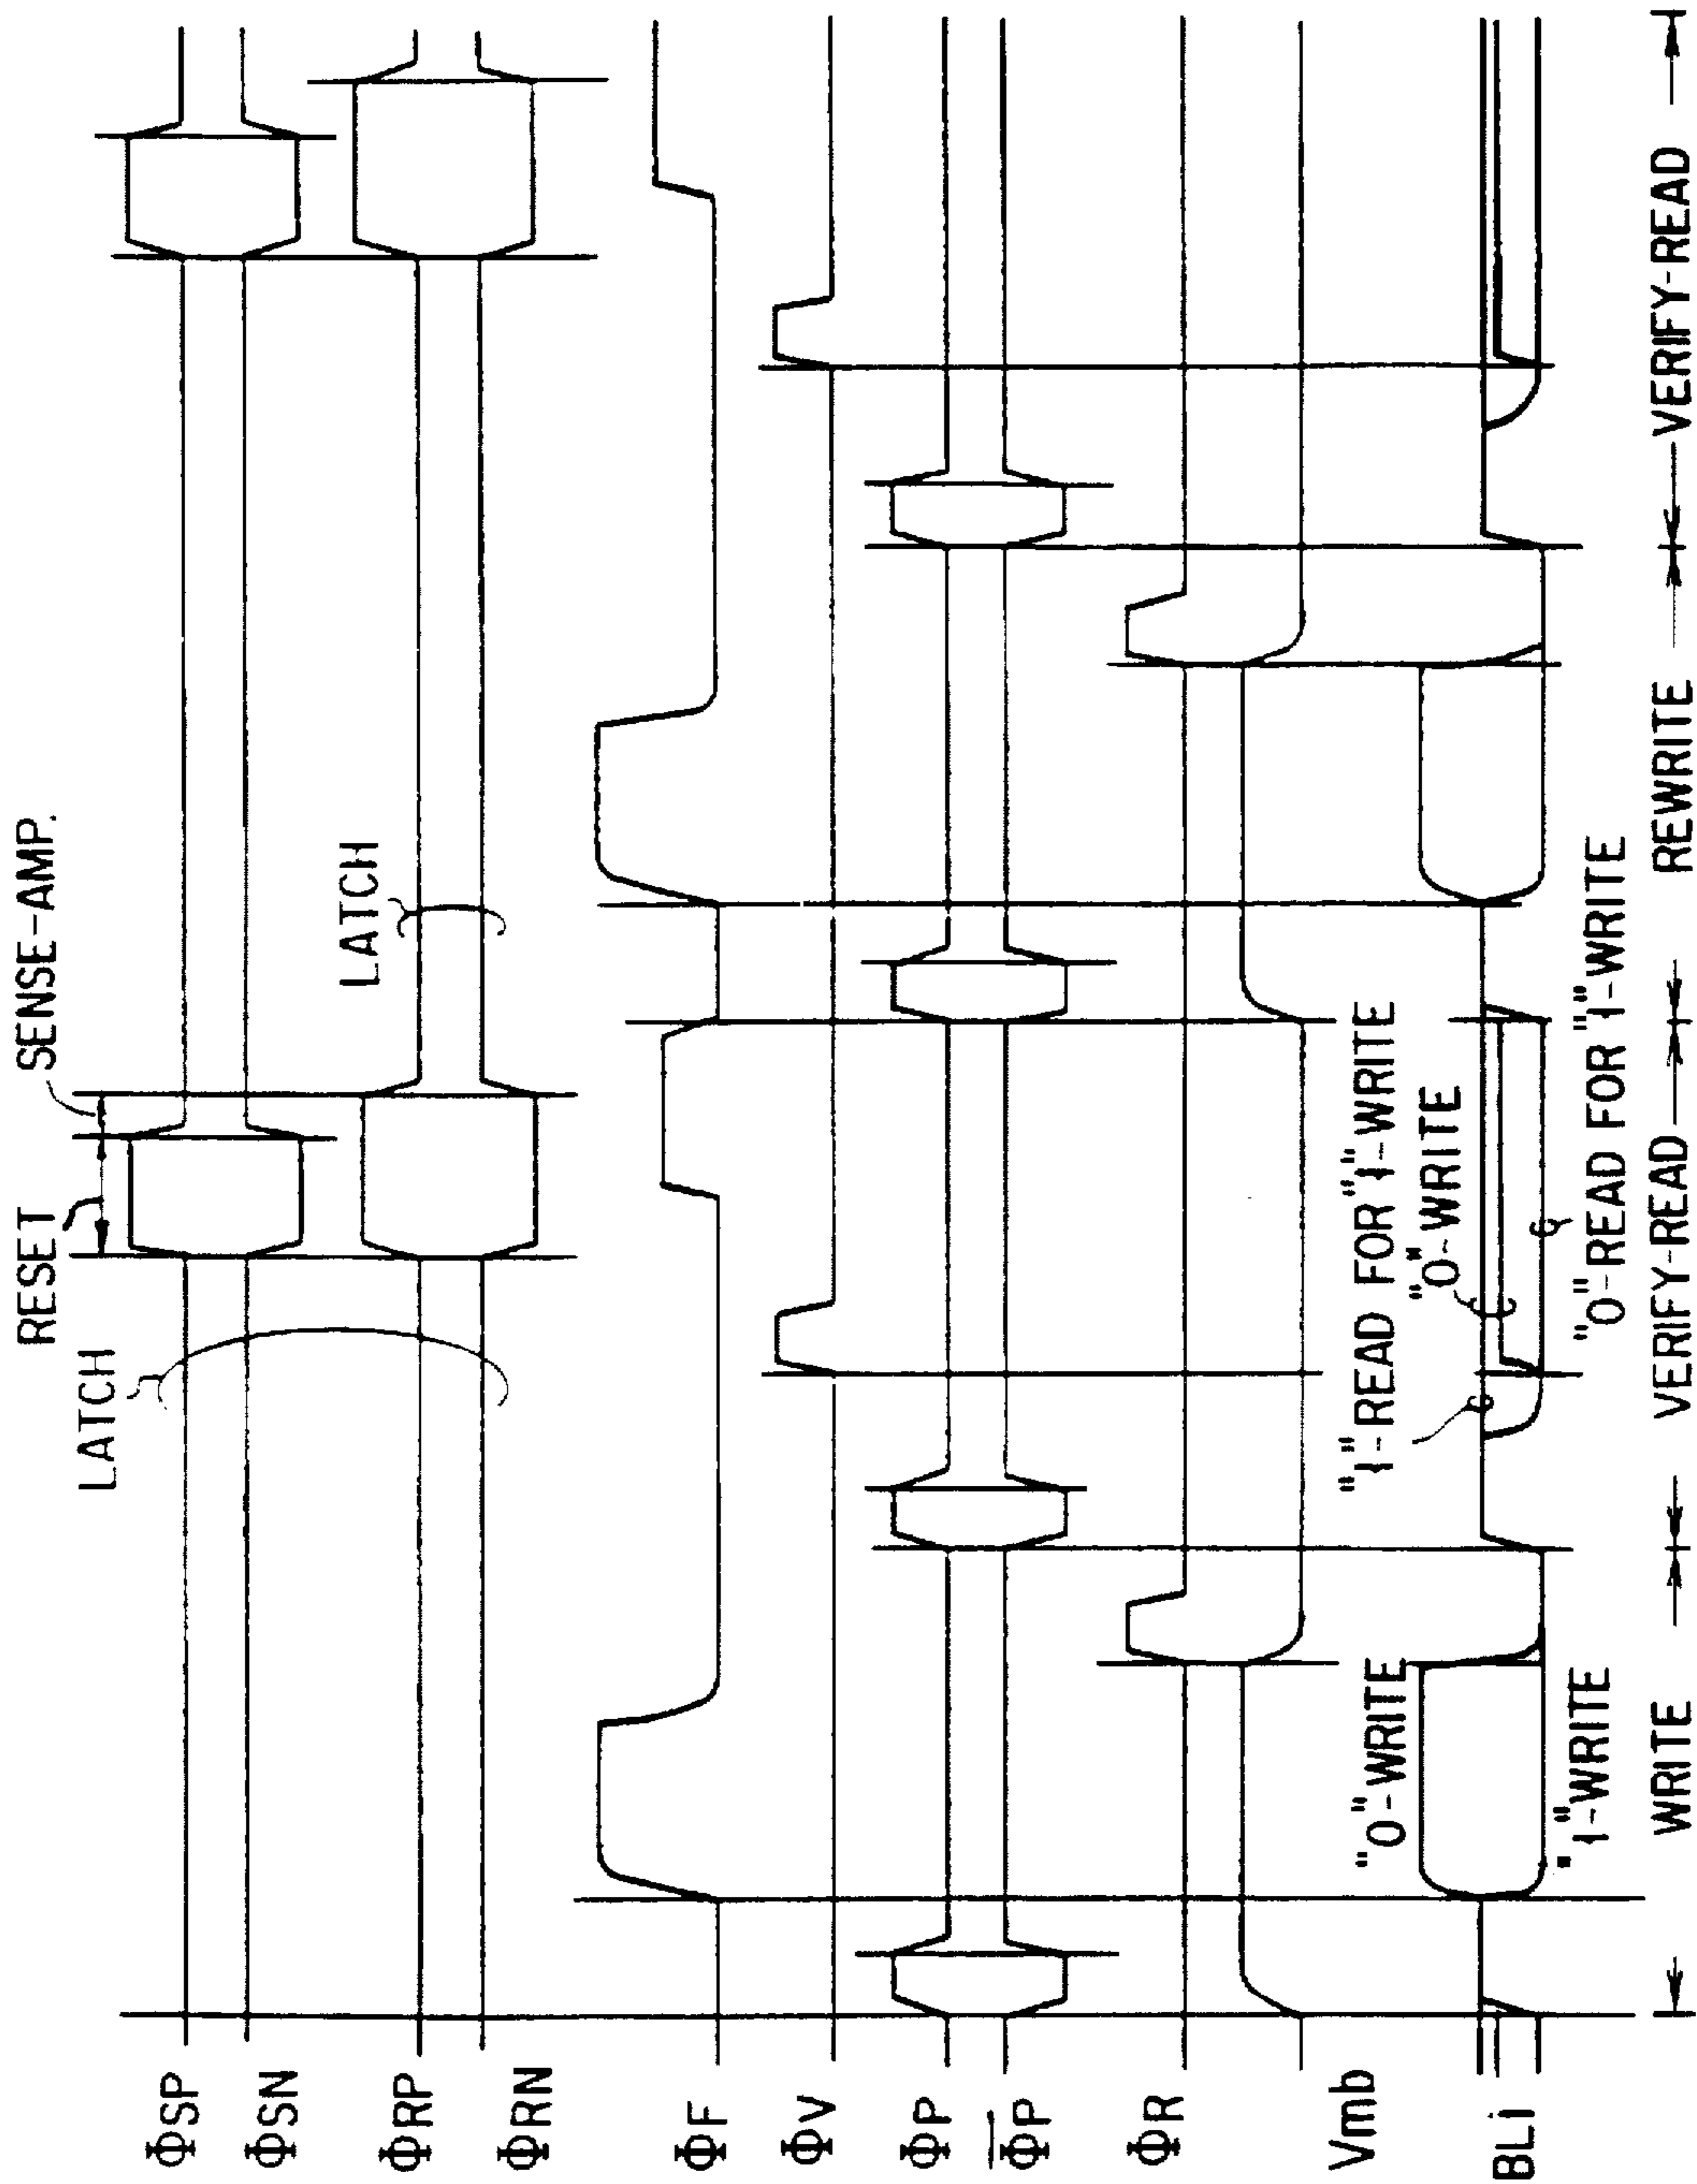 RESET
SENSE-AMP.
LATCH
LATCH
ΦSP
ΦSN
ΦRP
ΦRN
ΦF
ΦV
ΦP
Φ̅P̅
ΦR
Vmb
BLi
"0"-WRITE
"1"-WRITE
"1"-READ FOR "1"-WRITE
"0"-WRITE
"0"-READ FOR "1"-WRITE
WRITE
VERIFY-READ
REWRITE
VERIFY-READ